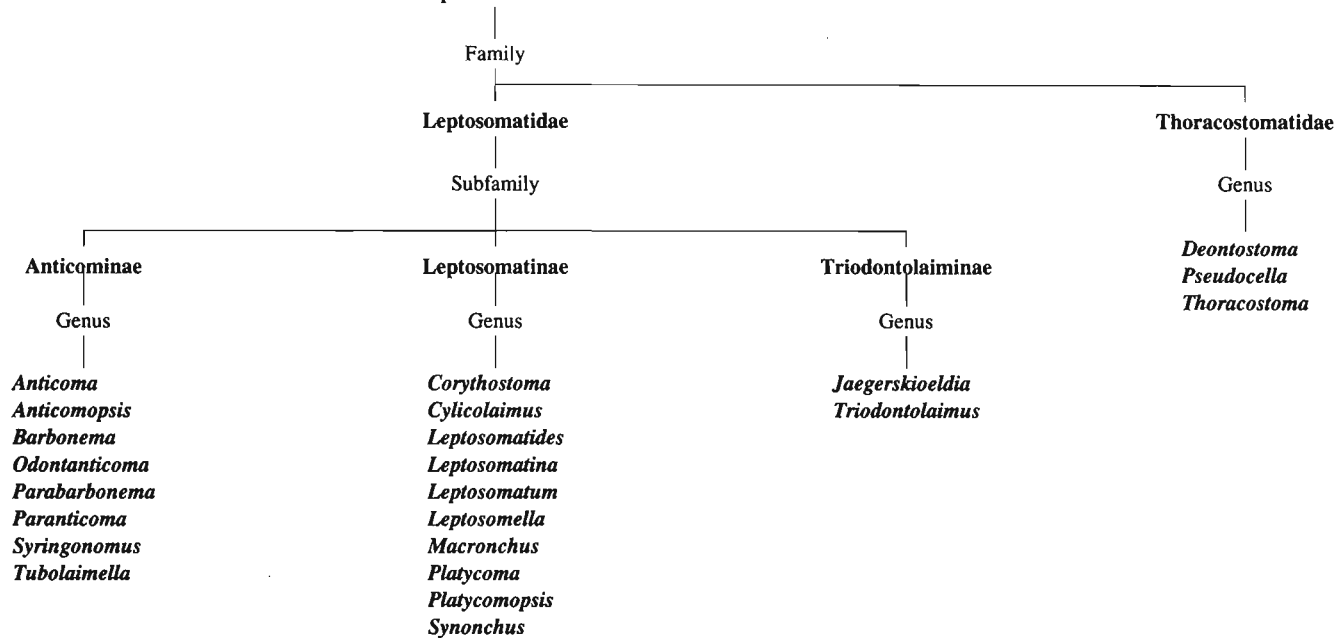 Family
Leptosomatidae
Thoracostomatidae
Subfamily
Genus
Deontostoma
Pseudocella
Thoracostoma
Anticominae
Leptosomatinae
Triodontolaiminae
Genus
Genus
Genus
Anticoma
Anticomopsis
Barbonema
Odontanticoma
Parabarbonema
Paranticoma
Syringonomus
Tubolaimella
Corythostoma
Cylicolaimus
Leptosomatides
Leptosomatina
Leptosomatum
Leptosomella
Macronchus
Platycoma
Platycomopsis
Synonchus
Jaegerskioeldia
Triodontolaimus